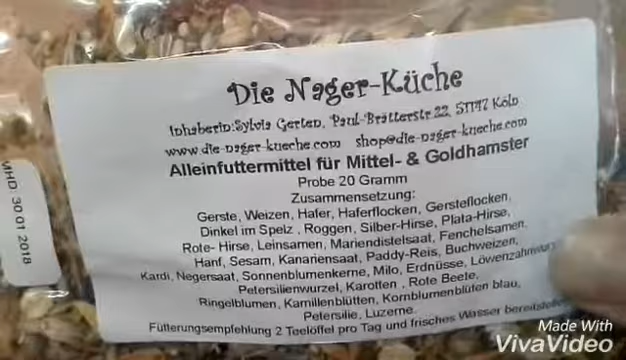 Die Nager-Küche
Inhaberin:Sylvia Gerten, Paul-Brätterstr.22, 51147 Köln
www.die-nager-kueche.com shop@die-nager-kueche.com
Alleinfuttermittel für Mittel- & Goldhamster
Probe 20 Gramm
Zusammensetzung:
Gerste, Weizen, Hafer, Haferflocken, Gersteflocken,
Dinkel im Spelz , Roggen, Silber-Hirse, Plata-Hirse,
Rote- Hirse, Leinsamen, Mariendistelsaat, Fenchelsamen,
Hanf, Sesam, Kanariensaat, Paddy-Reis, Buchweizen,
Kardi, Negersaat, Sonnenblumenkerne, Milo, Erdnüsse,
Petersilienwurzel, Karotten , Rote Beete,
Ringelblumen, Kamillenblütten, Kornblumenblüten blau,
Petersilie, Luzerne.
Fütterungsempfehlung 2 Teelöffel pro Tag und frisches Wasser
MHD: 30.01.2018
Made With
VivaVideo